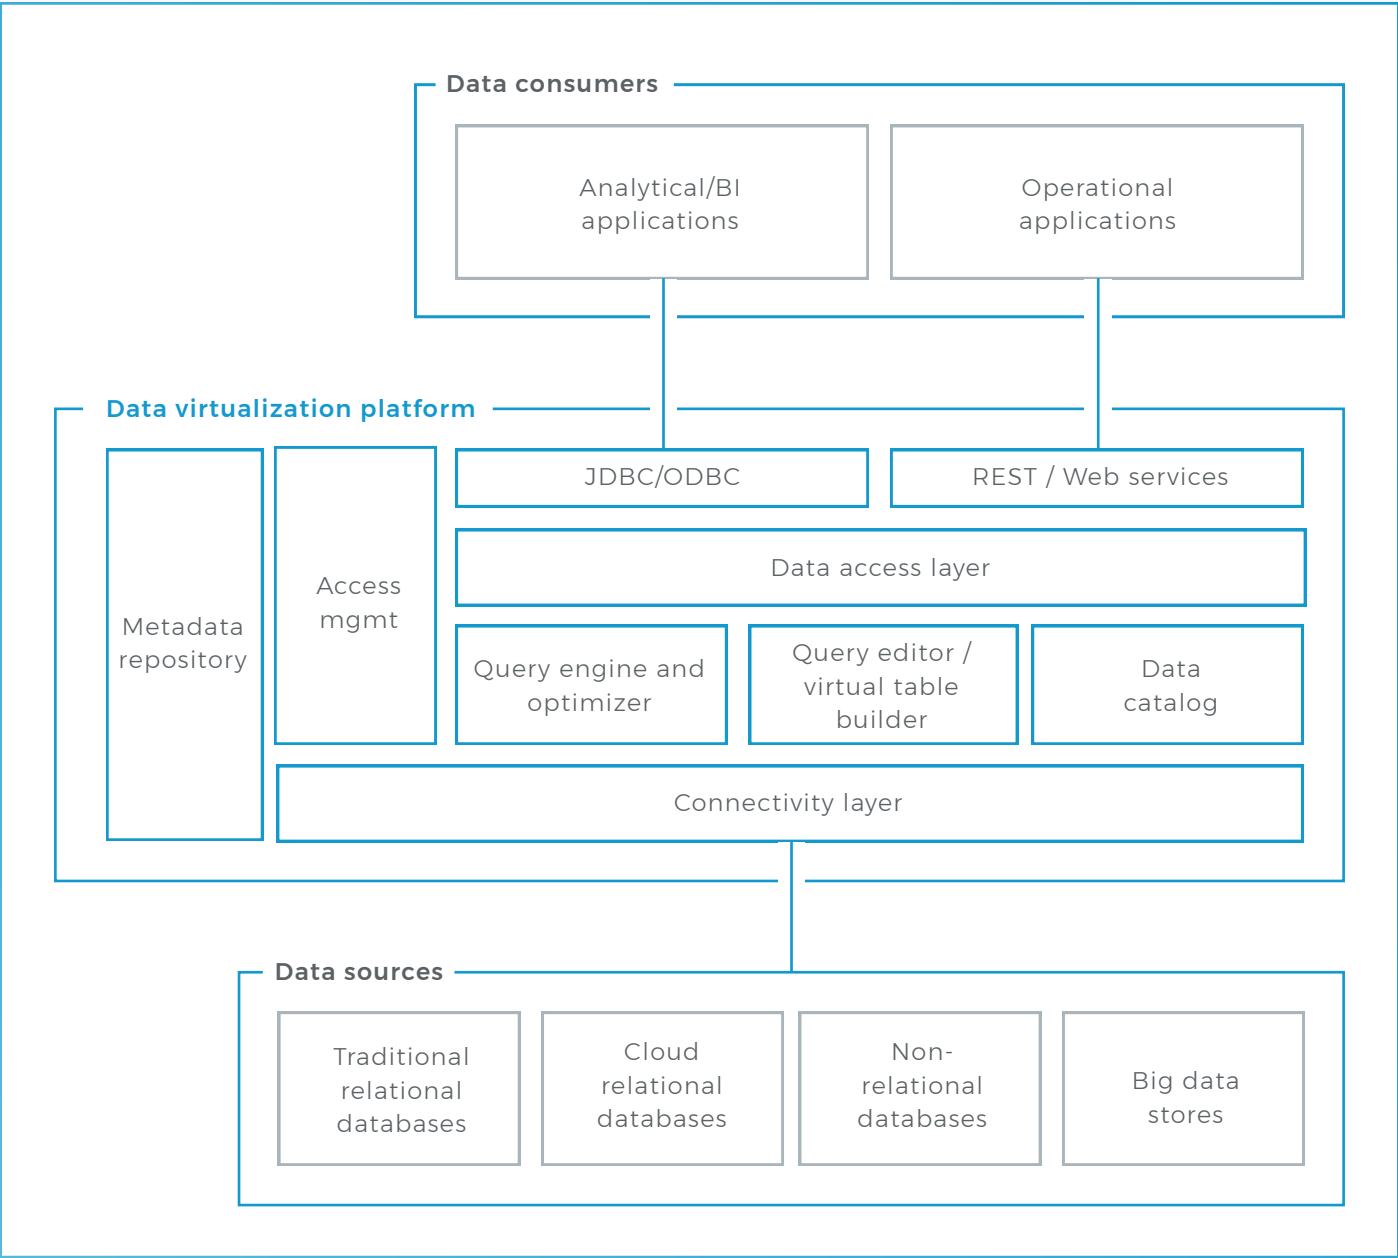 Data consumers
Analytical/BI
applications
Operational
applications
Data virtualization platform
Metadata
repository
Access
mgmt
JDBC/ODBC
REST / Web services
Data access layer
Query engine and
optimizer
Query editor /
virtual table
builder
Data
catalog
Connectivity layer
Data sources
Traditional
relational
databases
Cloud
relational
databases
Non-
relational
databases
Big data
stores